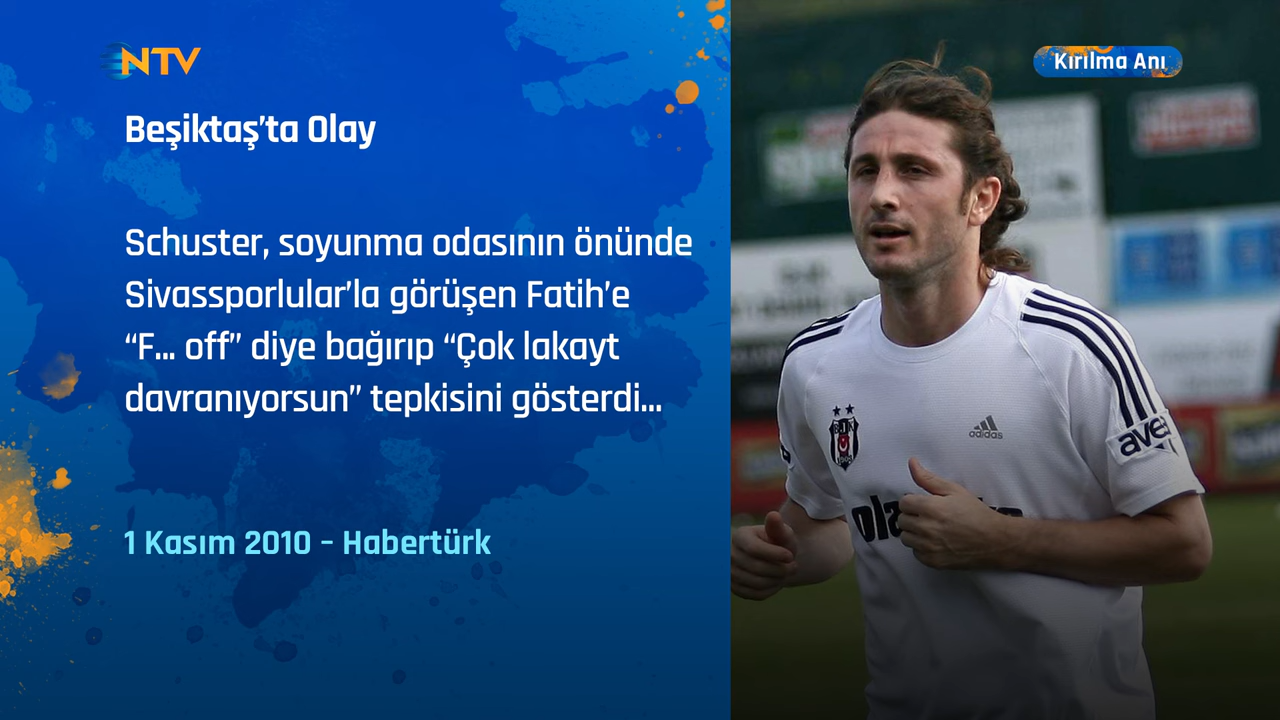 NTV
Kırılma Anı
Beşiktaş’ta Olay
Schuster, soyunma odasının önünde
Sivassporlular’la görüşen Fatih’e
“F... off” diye bağırıp “Çok lakayt
davranıyorsun” tepkisini gösterdi...
1 Kasım 2010 – Habertürk
adidas
avea